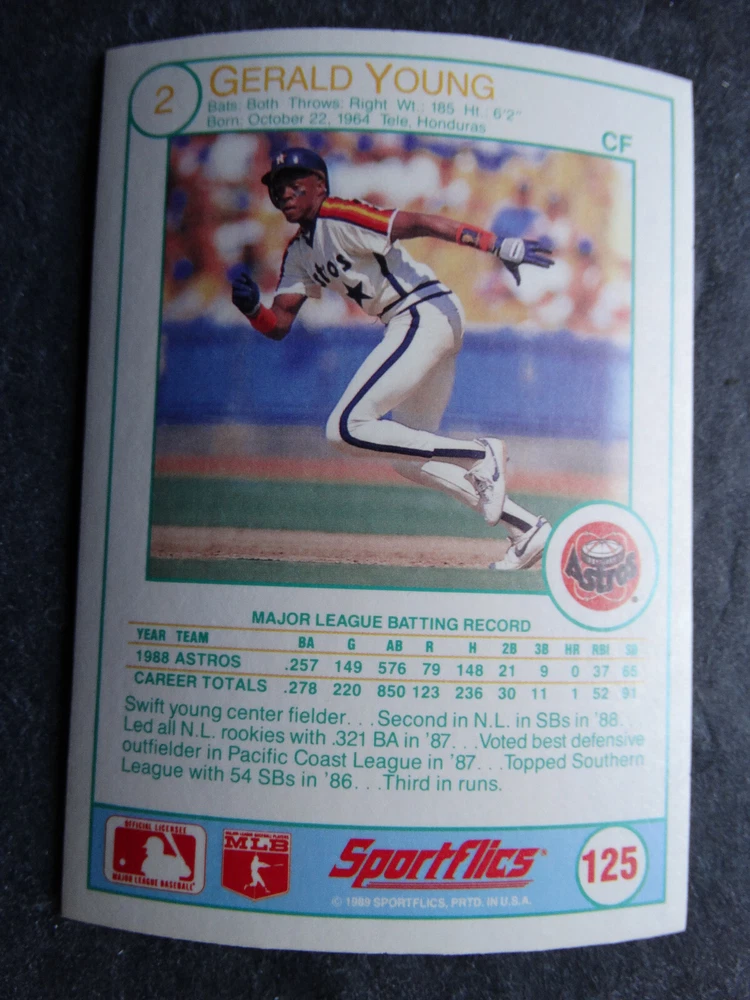 2
GERALD YOUNG
Bats: Both Throws: Right Wt.: 185 Ht.: 6'2"
Born: October 22, 1964 Tele, Honduras
CF
Astros
MAJOR LEAGUE BATTING RECORD
YEAR TEAM BA G AB R H 2B 3B HR RBI SB
1988 ASTROS .257 149 576 79 148 21 9 0 37 65
CAREER TOTALS .278 220 850 123 236 30 11 1 52 91
Swift young center fielder. . .Second in N.L. in SBs in '88. . .
Led all N.L. rookies with .321 BA in '87. . .Voted best defensive
outfielder in Pacific Coast League in '87. . .Topped Southern
League with 54 SBs in '86. . .Third in runs.
OFFICIAL LICENSEE
MAJOR LEAGUE BASEBALL
MAJOR LEAGUE BASEBALL PLAYERS
MLB
Sportflics
© 1989 SPORTFLICS, PRTD. IN U.S.A.
125